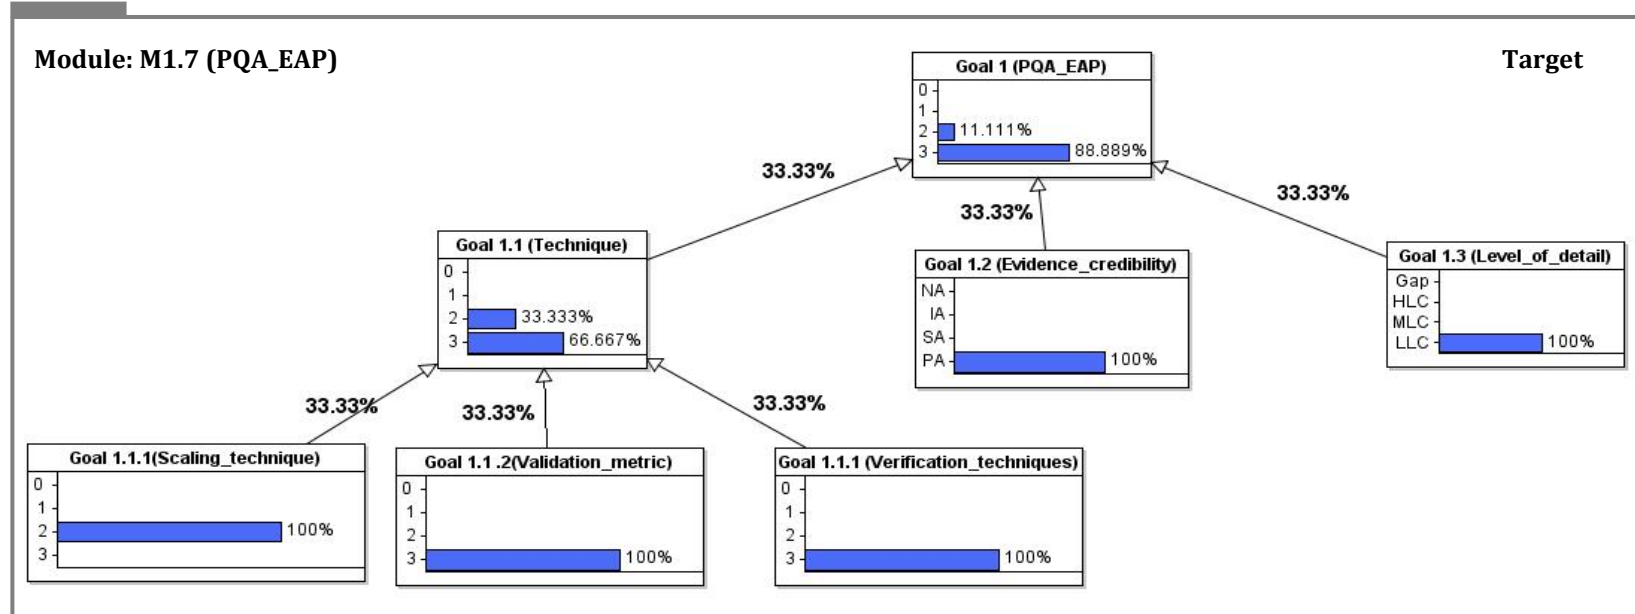 Module: M1.7 (PQA_EAP)
Target
Goal 1 (PQA_EAP)
0
1
2 11.111%
3 88.889%
33.33%
33.33%
33.33%
Goal 1.1 (Technique)
0
1
2 33.333%
3 66.667%
Goal 1.2 (Evidence_credibility)
NA
IA
SA
PA 100%
Goal 1.3 (Level_of_detail)
Gap
HLC
MLC
LLC 100%
33.33%
33.33%
33.33%
Goal 1.1.1(Scaling_technique)
0
1
2 100%
3
Goal 1.1 .2(Validation_metric)
0
1
2
3 100%
Goal 1.1.1 (Verification_techniques)
0
1
2
3 100%